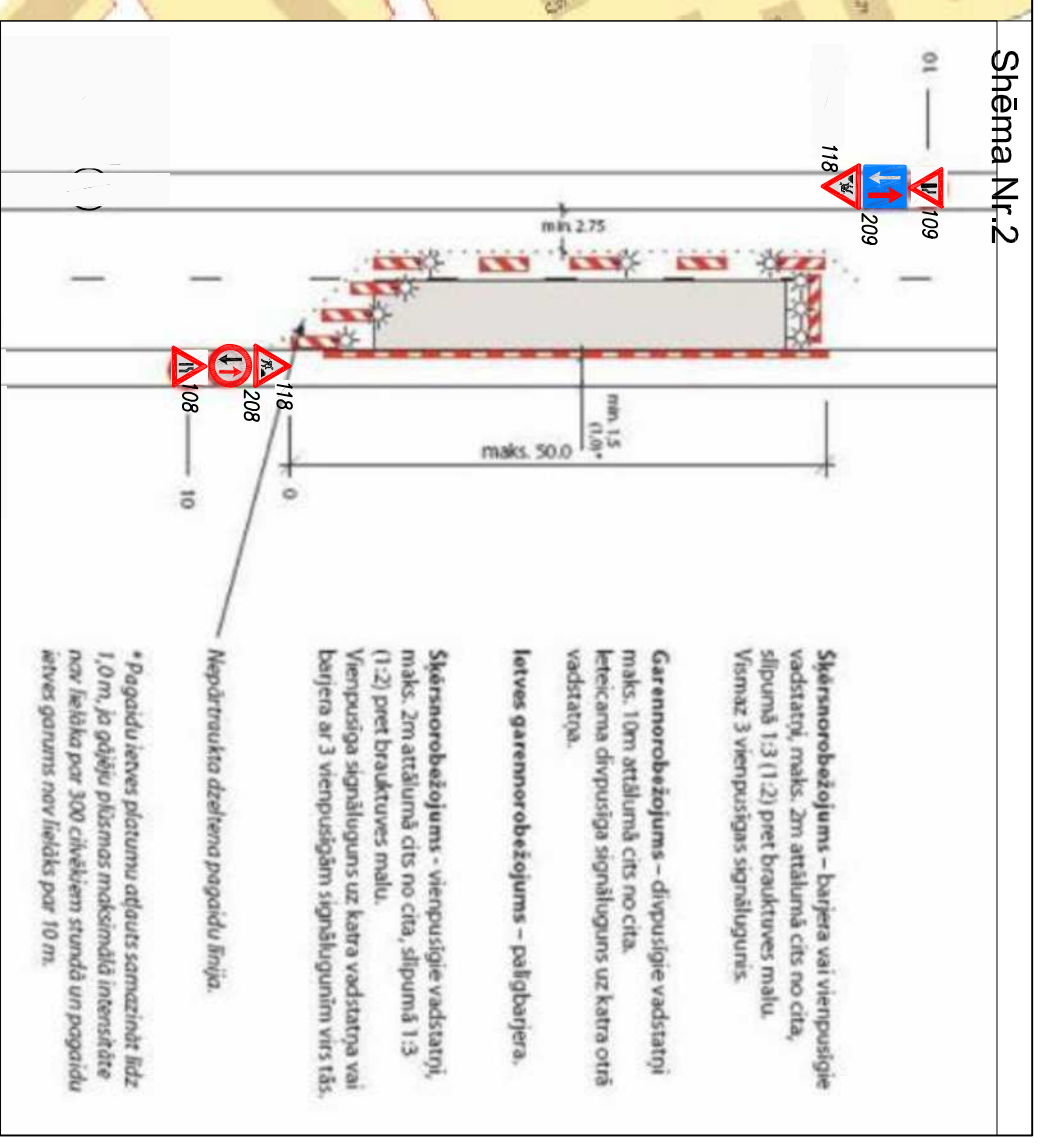 Shēma Nr.2
10
109
209
118
min. 2.75
min. 1,5
(1,0)*
maks. 50.0
118
208
108
0
10
Šķērsnorobežojums – barjera vai vienpusīgie
vadstatņi, maks. 2m attālumā cits no cita,
slīpumā 1:3 (1:2) pret brauktuves malu.
Vismaz 3 vienpusīgas signālugunis.
Garennorobežojums – divpusīgie vadstatņi
maks. 10m attālumā cits no cita.
Ieteicama divpusīga signāluguns uz katra otrā
vadstatņa.
Ietves garennorobežojums – palīgbarjera.
Šķērsnorobežojums - vienpusīgie vadstatņi,
maks. 2m attālumā cits no cita, slīpumā 1:3
(1:2) pret brauktuves malu.
Vienpusīga signāluguns uz katra vadstatņa vai
barjera ar 3 vienpusīgām signālugunīm virs tās.
Nepārtraukta dzeltena pagaidu līnija.
* Pagaidu ietves platumu atļauts samazināt līdz
1,0 m, ja gājēju plūsmas maksimālā intensitāte
nav lielāka par 300 cilvēkiem stundā un pagaidu
ietves garums nav lielāks par 10 m.